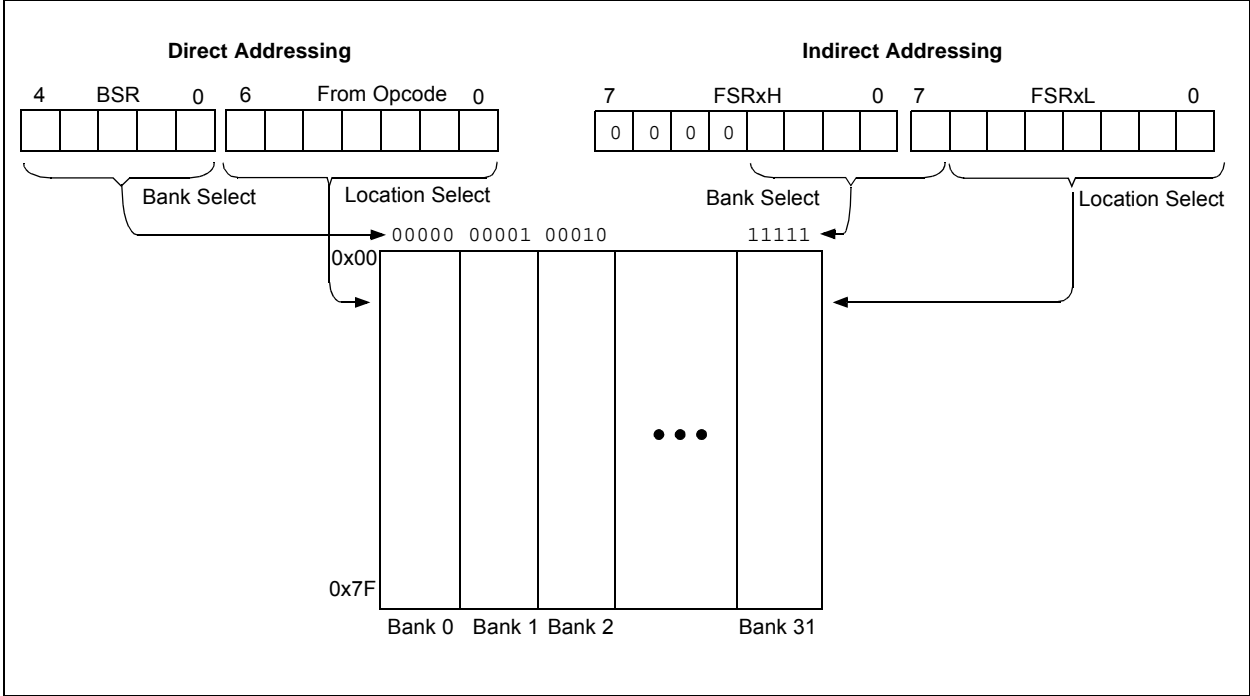 Direct Addressing
Indirect Addressing
4 BSR 0 6 From Opcode 0
7 FSRxH 0 7 FSRxL 0
0 0 0 0
Bank Select
Location Select
Bank Select
Location Select
00000 00001 00010 11111
0x00
0x7F
Bank 0 Bank 1 Bank 2 Bank 31